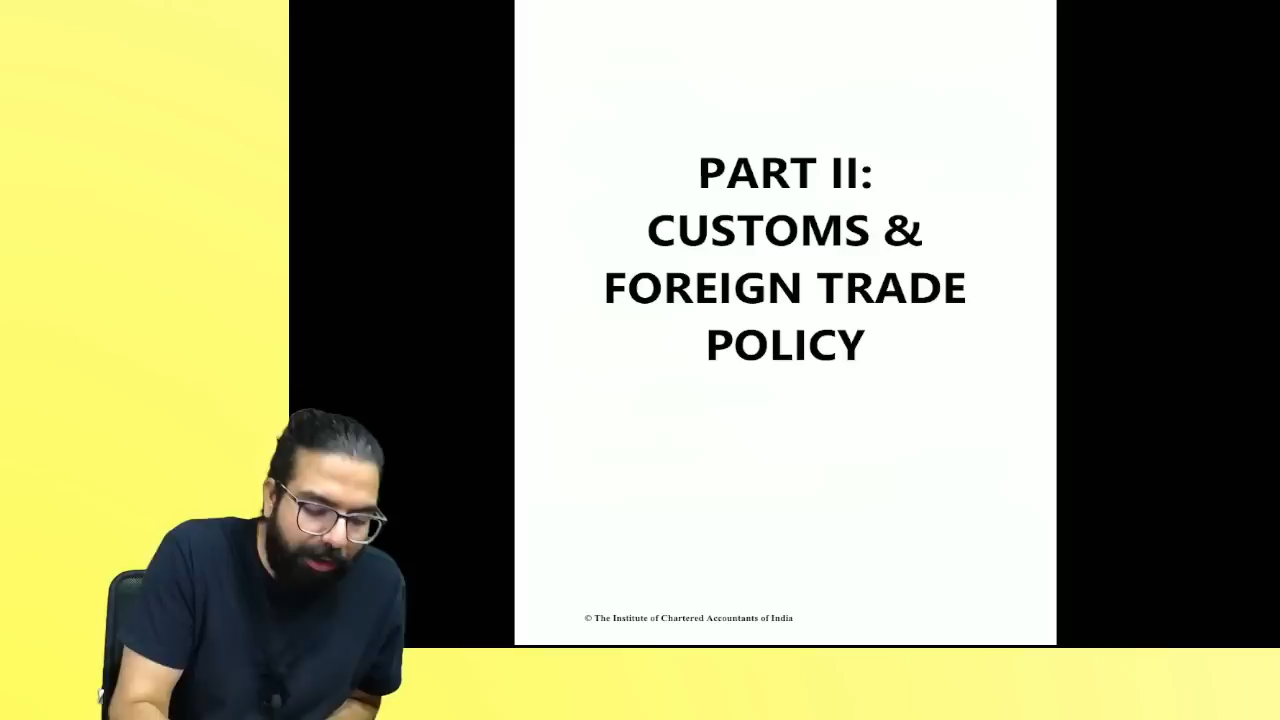 PART II:
CUSTOMS &
FOREIGN TRADE
POLICY
© The Institute of Chartered Accountants of India